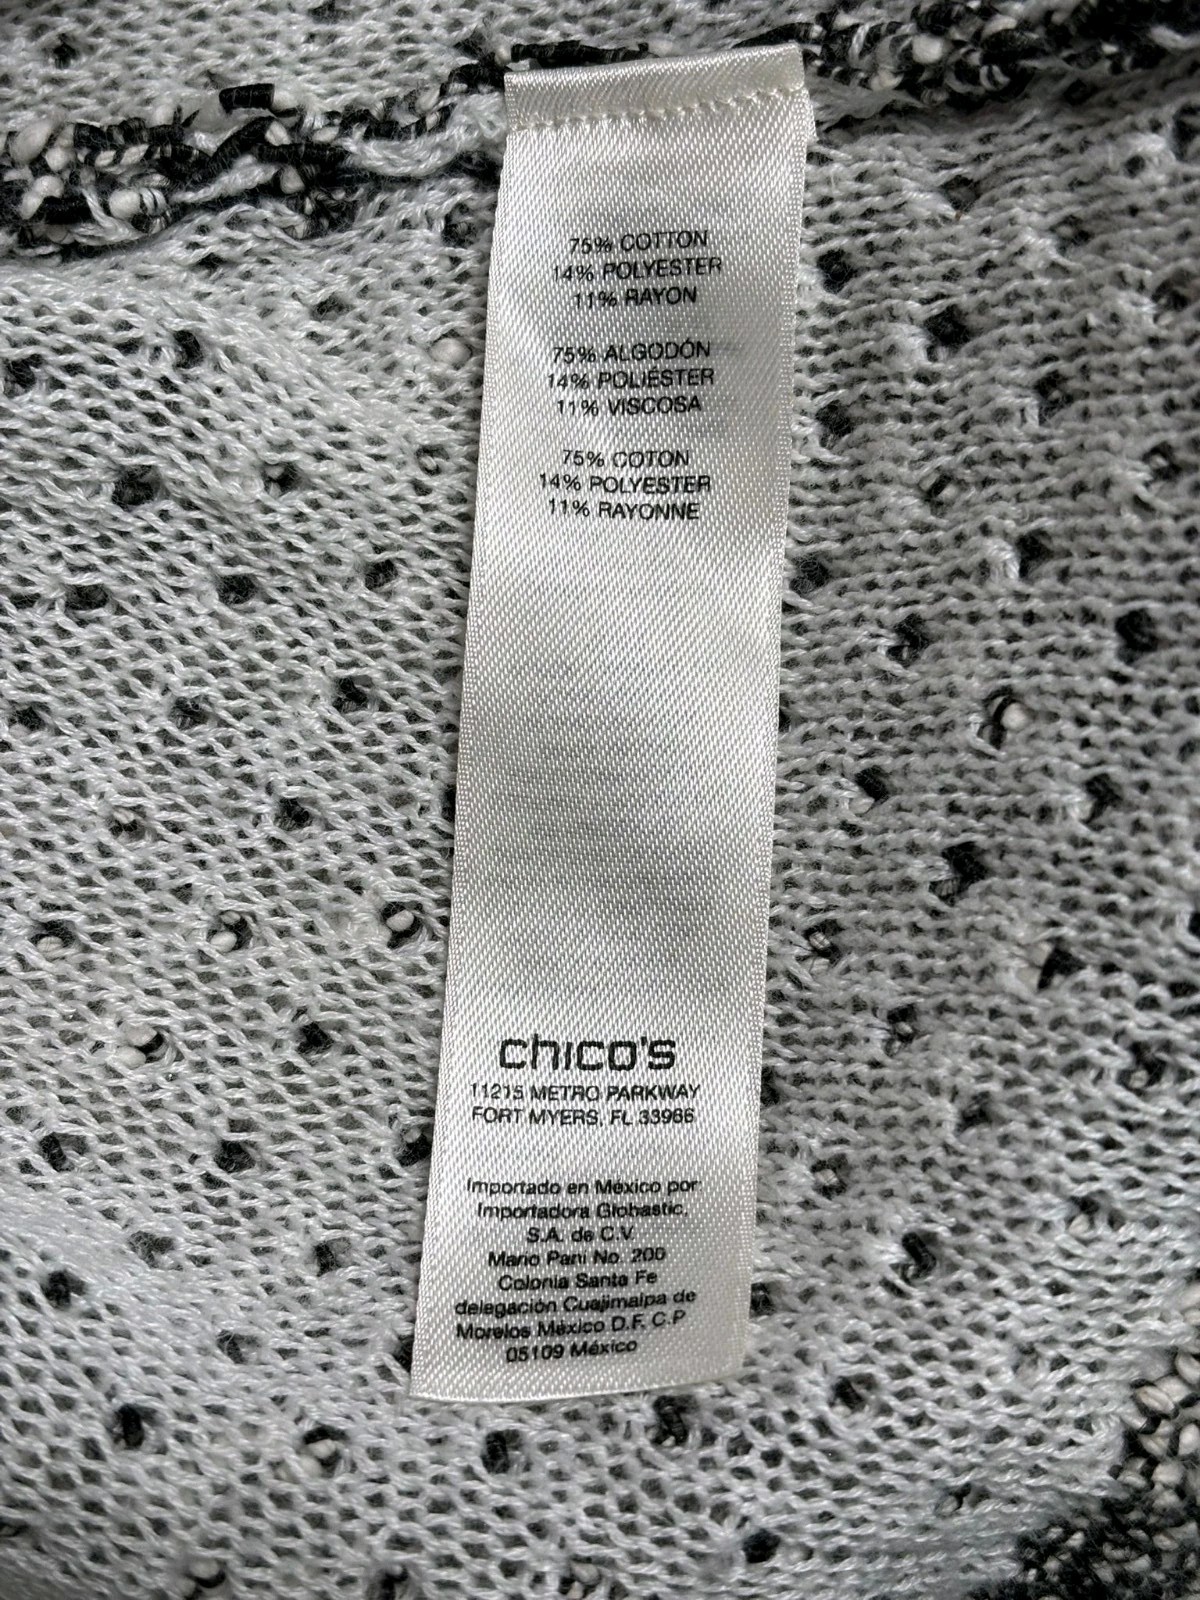 75% COTTON
14% POLYESTER
11% RAYON
75% ALGODÓN
14% POLIÉSTER
11% VISCOSA
75% COTON
14% POLYESTER
11% RAYONNE
chico's
11215 METRO PARKWAY
FORT MYERS, FL 33966
Importado en México por:
Importadora Globastic,
S.A. de C.V.
Mario Pani No. 200
Colonia Santa Fe
delegación Cuajimalpa de
Morelos México D.F. C.P
05109 México